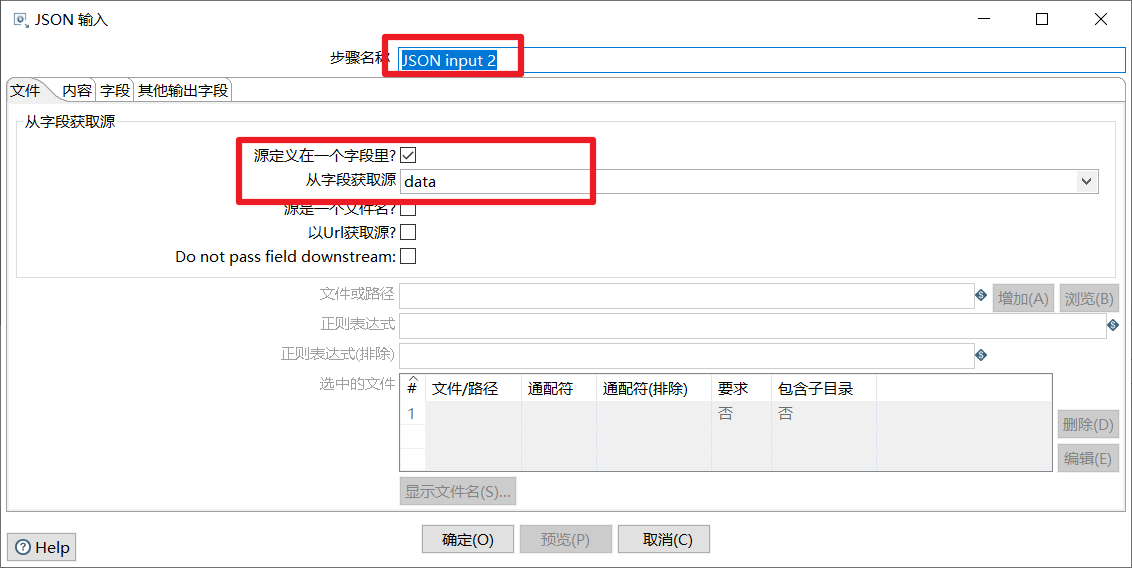 JSON 输入
步骤名称 JSON input 2
文件 内容 字段 其他输出字段
从字段获取源
源定义在一个字段里?
从字段获取源 data
源是一个文件名?
以Url获取源?
Do not pass field downstream:
文件或路径 增加(A) 浏览(B)
正则表达式
正则表达式(排除)
选中的文件 # 文件/路径 通配符 通配符(排除) 要求 包含子目录
1 否 否
删除(D)
编辑(E)
显示文件名(S)...
确定(O) 预览(P) 取消(C)
Help